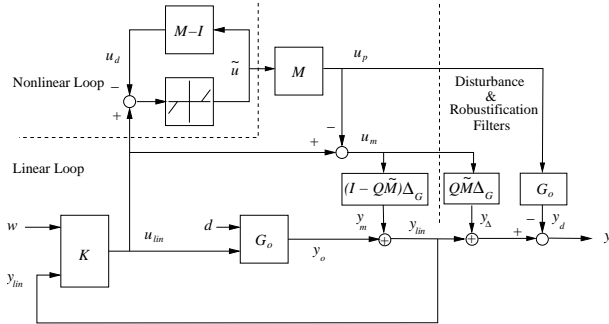 M–I
u_d
ũ
Nonlinear Loop
–
+
M
u_p
Disturbance
&
Robustification
Filters
–
+
u_m
Linear Loop
(I – QM̃)Δ_G
QM̃Δ_G
G_o
w
d
y_m
y_Δ
– y_d
K
u_lin
G_o
y_o
+
y_lin
+
+
y
y_lin